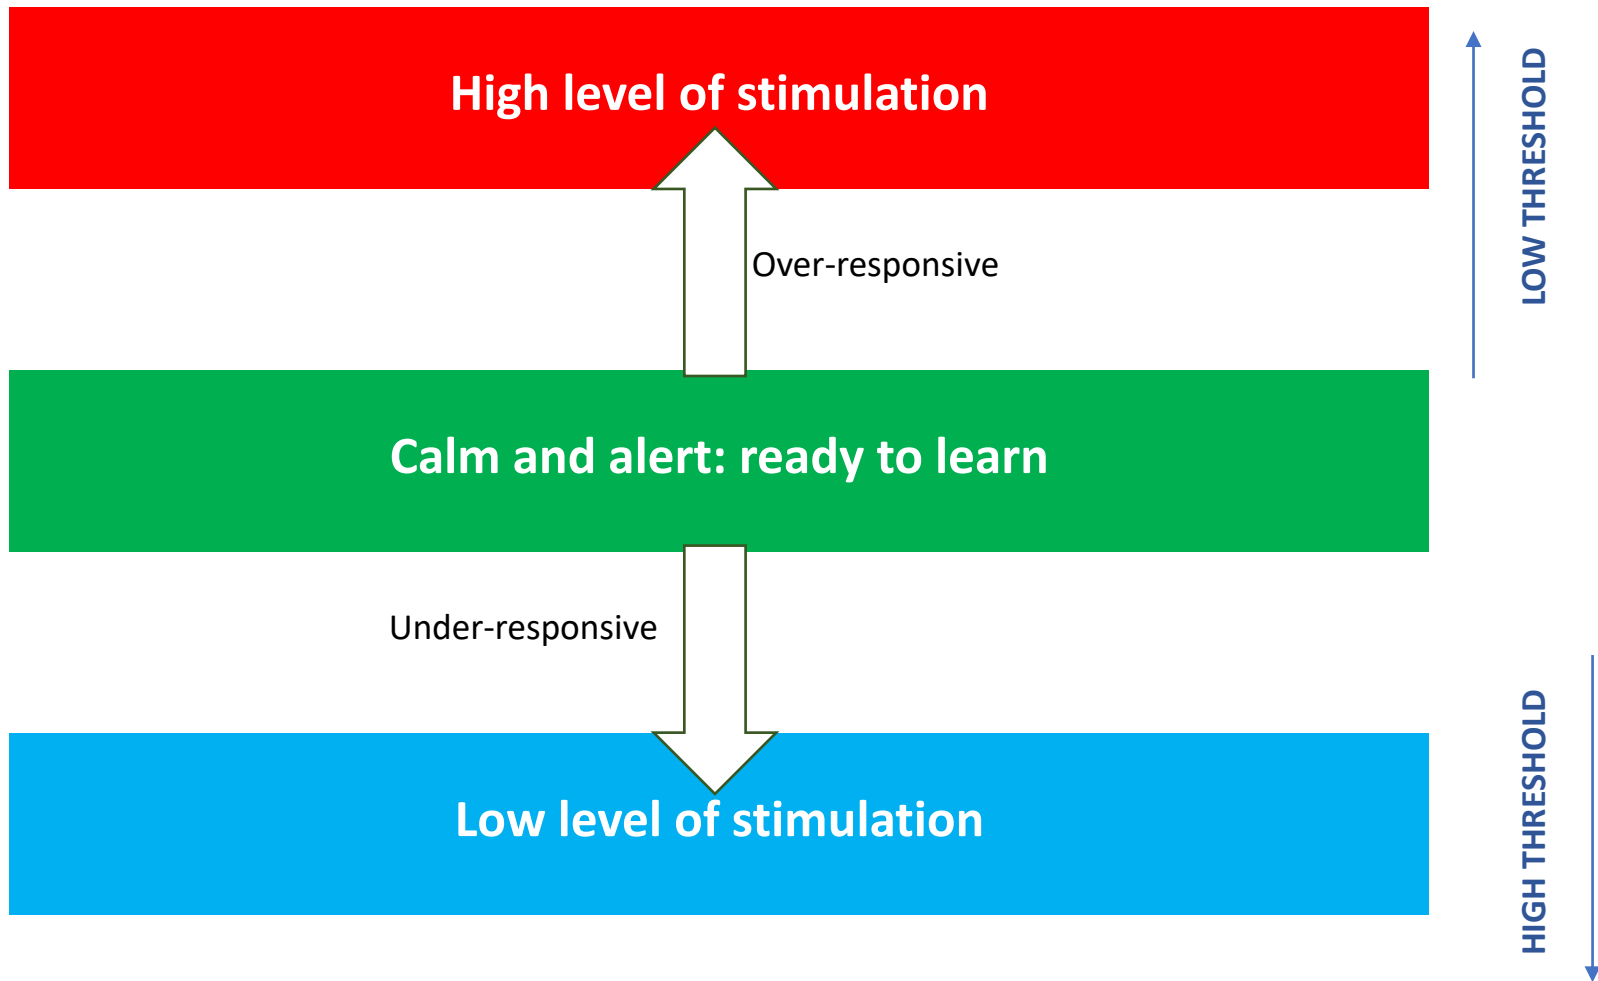 High level of stimulation
LOW THRESHOLD
Over-responsive
Calm and alert: ready to learn
Under-responsive
HIGH THRESHOLD
Low level of stimulation